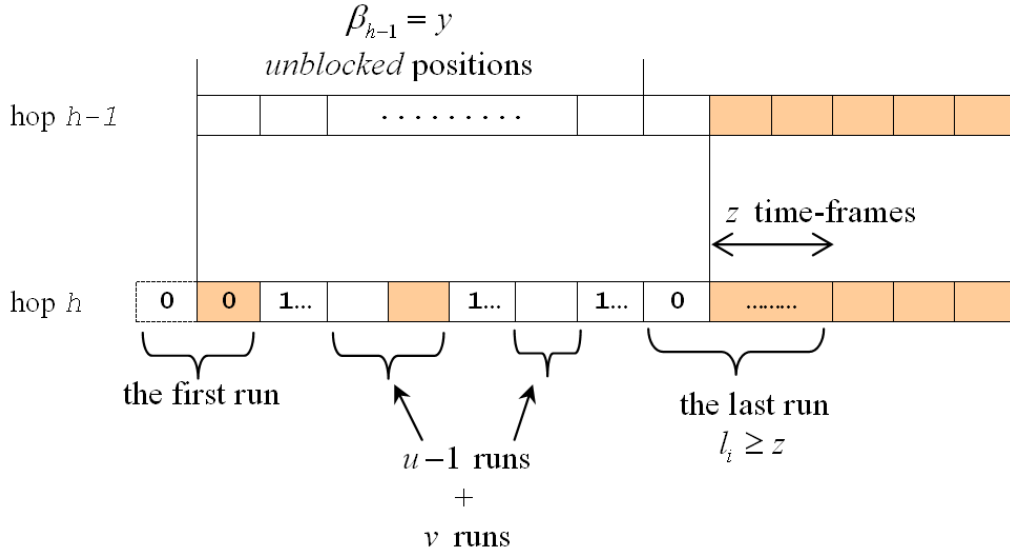 β_{h−1} = y
unblocked positions
hop h-1
. . . . . . . . .
z time-frames
hop h
0 0 1... 1... 1... 0 .........
the first run
the last run
l_i ≥ z
u − 1 runs
+
v runs